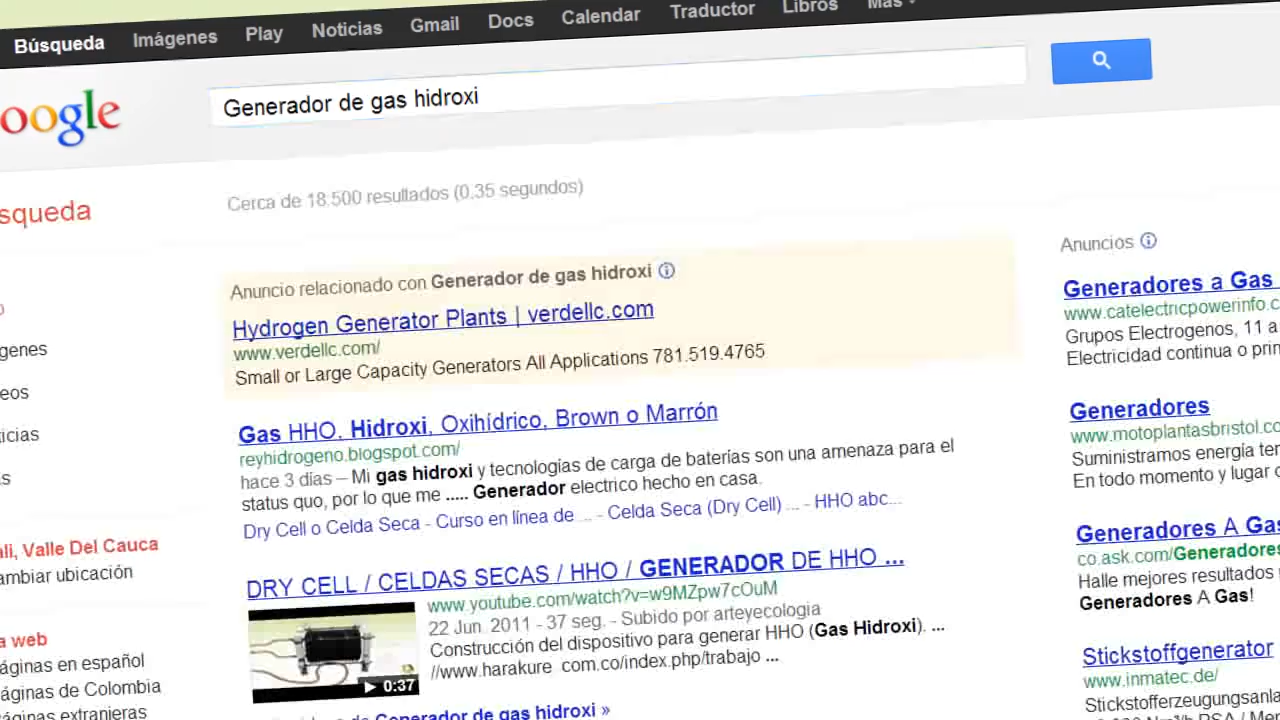 Búsqueda Imágenes Play Noticias Gmail Docs Calendar Traductor Libros Más
oogle
Generador de gas hidroxi
squeda
Cerca de 18.500 resultados (0,35 segundos)
Anuncio relacionado con Generador de gas hidroxi
Hydrogen Generator Plants | verdellc.com
www.verdellc.com/
Small or Large Capacity Generators All Applications 781.519.4765
Gas HHO, Hidroxi, Oxihídrico, Brown o Marrón
reyhidrogeno.blogspot.com/
hace 3 días – Mi gas hidroxi y tecnologías de carga de baterías son una amenaza para el
status quo, por lo que me ..... Generador electrico hecho en casa.
Dry Cell o Celda Seca - Curso en línea de ... - Celda Seca (Dry Cell) ... - HHO abc...
DRY CELL / CELDAS SECAS / HHO / GENERADOR DE HHO ...
www.youtube.com/watch?v=w9MZpw7cOuM
22 Jun. 2011 - 37 seg. - Subido por arteyecologia
Construcción del dispositivo para generar HHO (Gas Hidroxi). ...
//www.harakure com.co/index.php/trabajo ...
0:37
Generador de gas hidroxi »
genes
eos
icias
s
ali, Valle Del Cauca
ambiar ubicación
a web
áginas en español
áginas de Colombia
áginas extranjeras
Anuncios
Generadores a Gas
www.catelectricpowerinfo.c
Grupos Electrogenos, 11 a
Electricidad continua o prin
Generadores
www.motoplantasbristol.co
Suministramos energía ten
En todo momento y lugar d
Generadores A Gas
co.ask.com/Generadores
Halle mejores resultados
Generadores A Gas!
Stickstoffgenerator
www.inmatec.de/
Stickstofferzeugungsanla